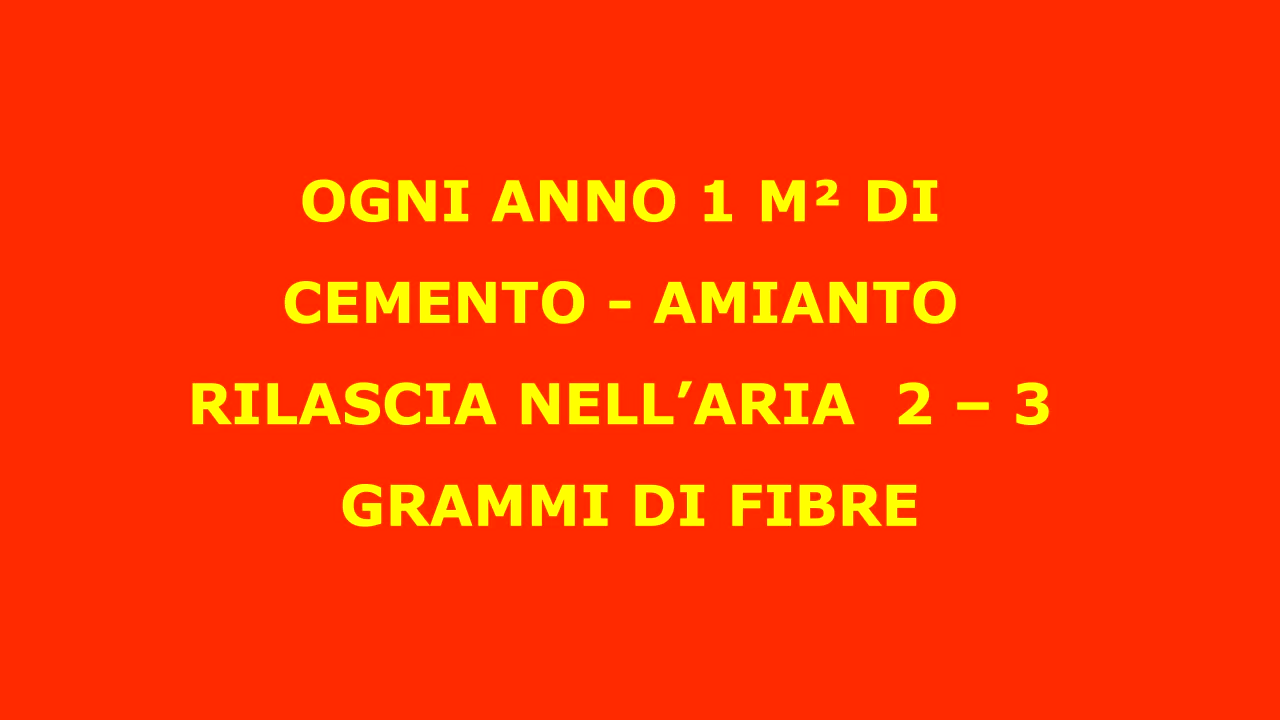 OGNI ANNO 1 M² DI
CEMENTO - AMIANTO
RILASCIA NELL’ARIA  2 – 3
GRAMMI DI FIBRE